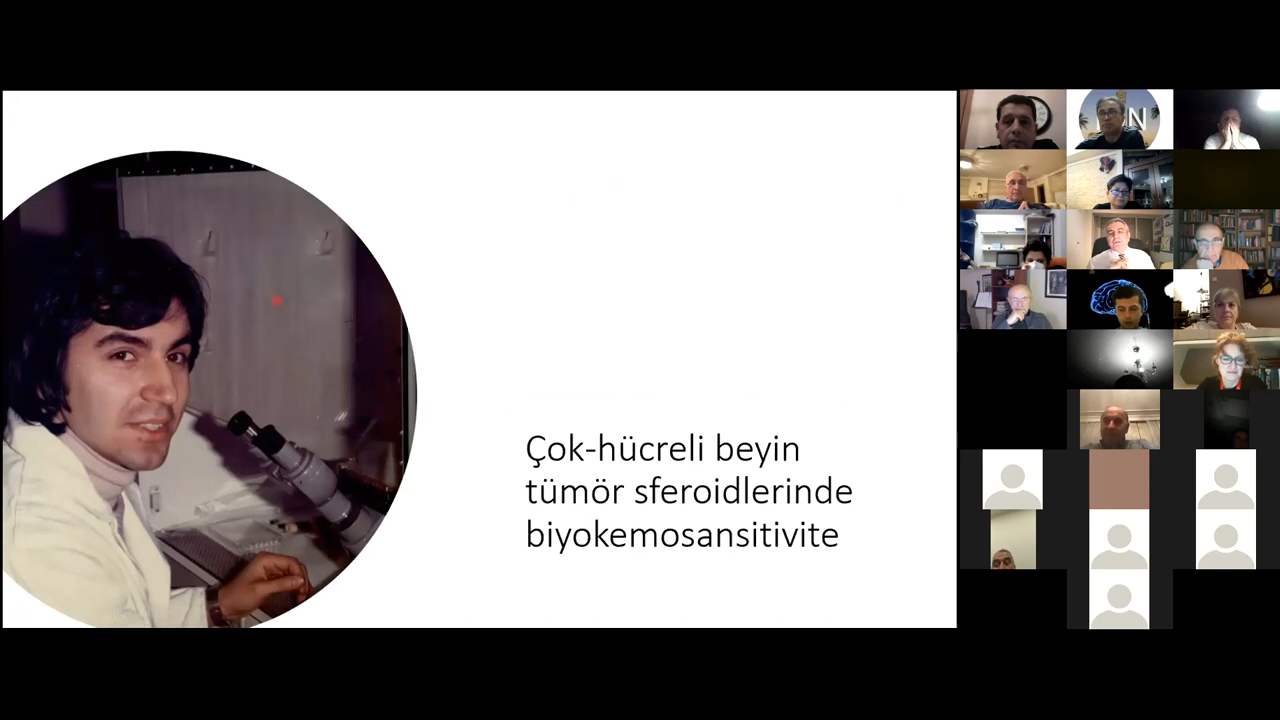 Çok-hücreli beyin
tümör sferoidlerinde
biyokemosansitivite